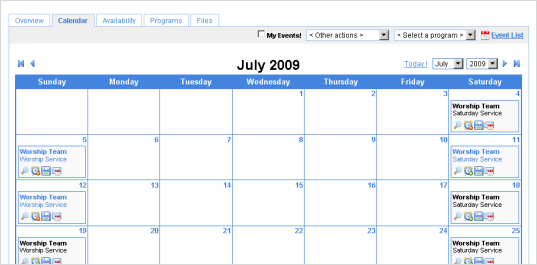 Overview Calendar Availability Programs Files
My Events! < Other actions > < Select a program > Event List
July 2009
Today! July 2009
Sunday Monday Tuesday Wednesday Thursday Friday Saturday
1 2 3 4
Worship Team
Saturday Service
5 6 7 8 9 10 11
Worship Team Worship Team
Worship Service Saturday Service
12 13 14 15 16 17 18
Worship Team Worship Team
Worship Service Saturday Service
19 20 21 22 23 24 25
Worship Team Worship Team
Worship Service Saturday Service